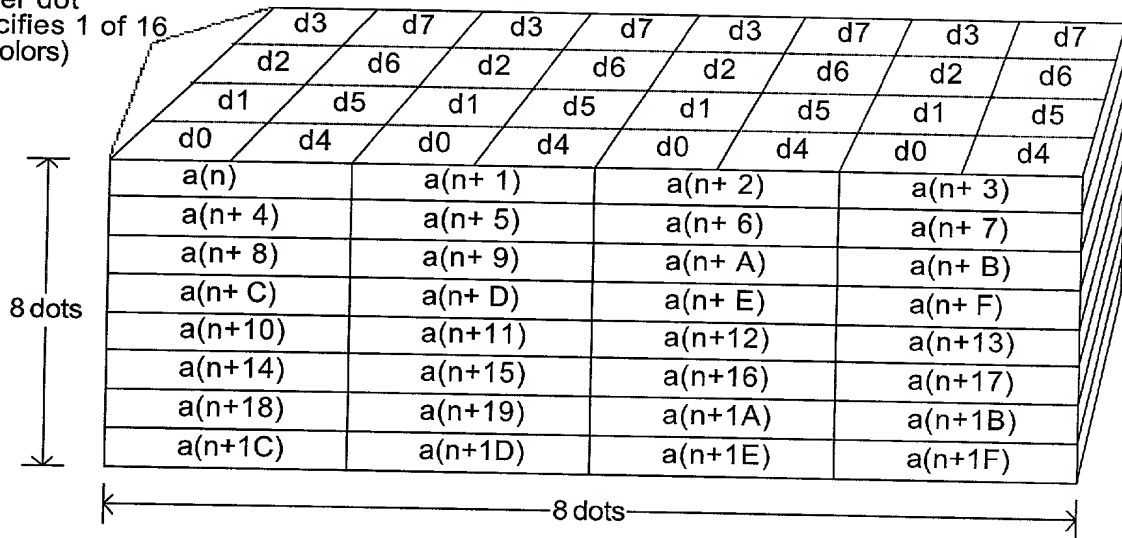 er dot
cifies 1 of 16
olors)
d3 d7 d3 d7 d3 d7 d3 d7
d2 d6 d2 d6 d2 d6 d2 d6
d1 d5 d1 d5 d1 d5 d1 d5
d0 d4 d0 d4 d0 d4 d0 d4
a(n) a(n+ 1) a(n+ 2) a(n+ 3)
a(n+ 4) a(n+ 5) a(n+ 6) a(n+ 7)
a(n+ 8) a(n+ 9) a(n+ A) a(n+ B)
8 dots
a(n+ C) a(n+ D) a(n+ E) a(n+ F)
a(n+10) a(n+11) a(n+12) a(n+13)
a(n+14) a(n+15) a(n+16) a(n+17)
a(n+18) a(n+19) a(n+1A) a(n+1B)
a(n+1C) a(n+1D) a(n+1E) a(n+1F)
8 dots